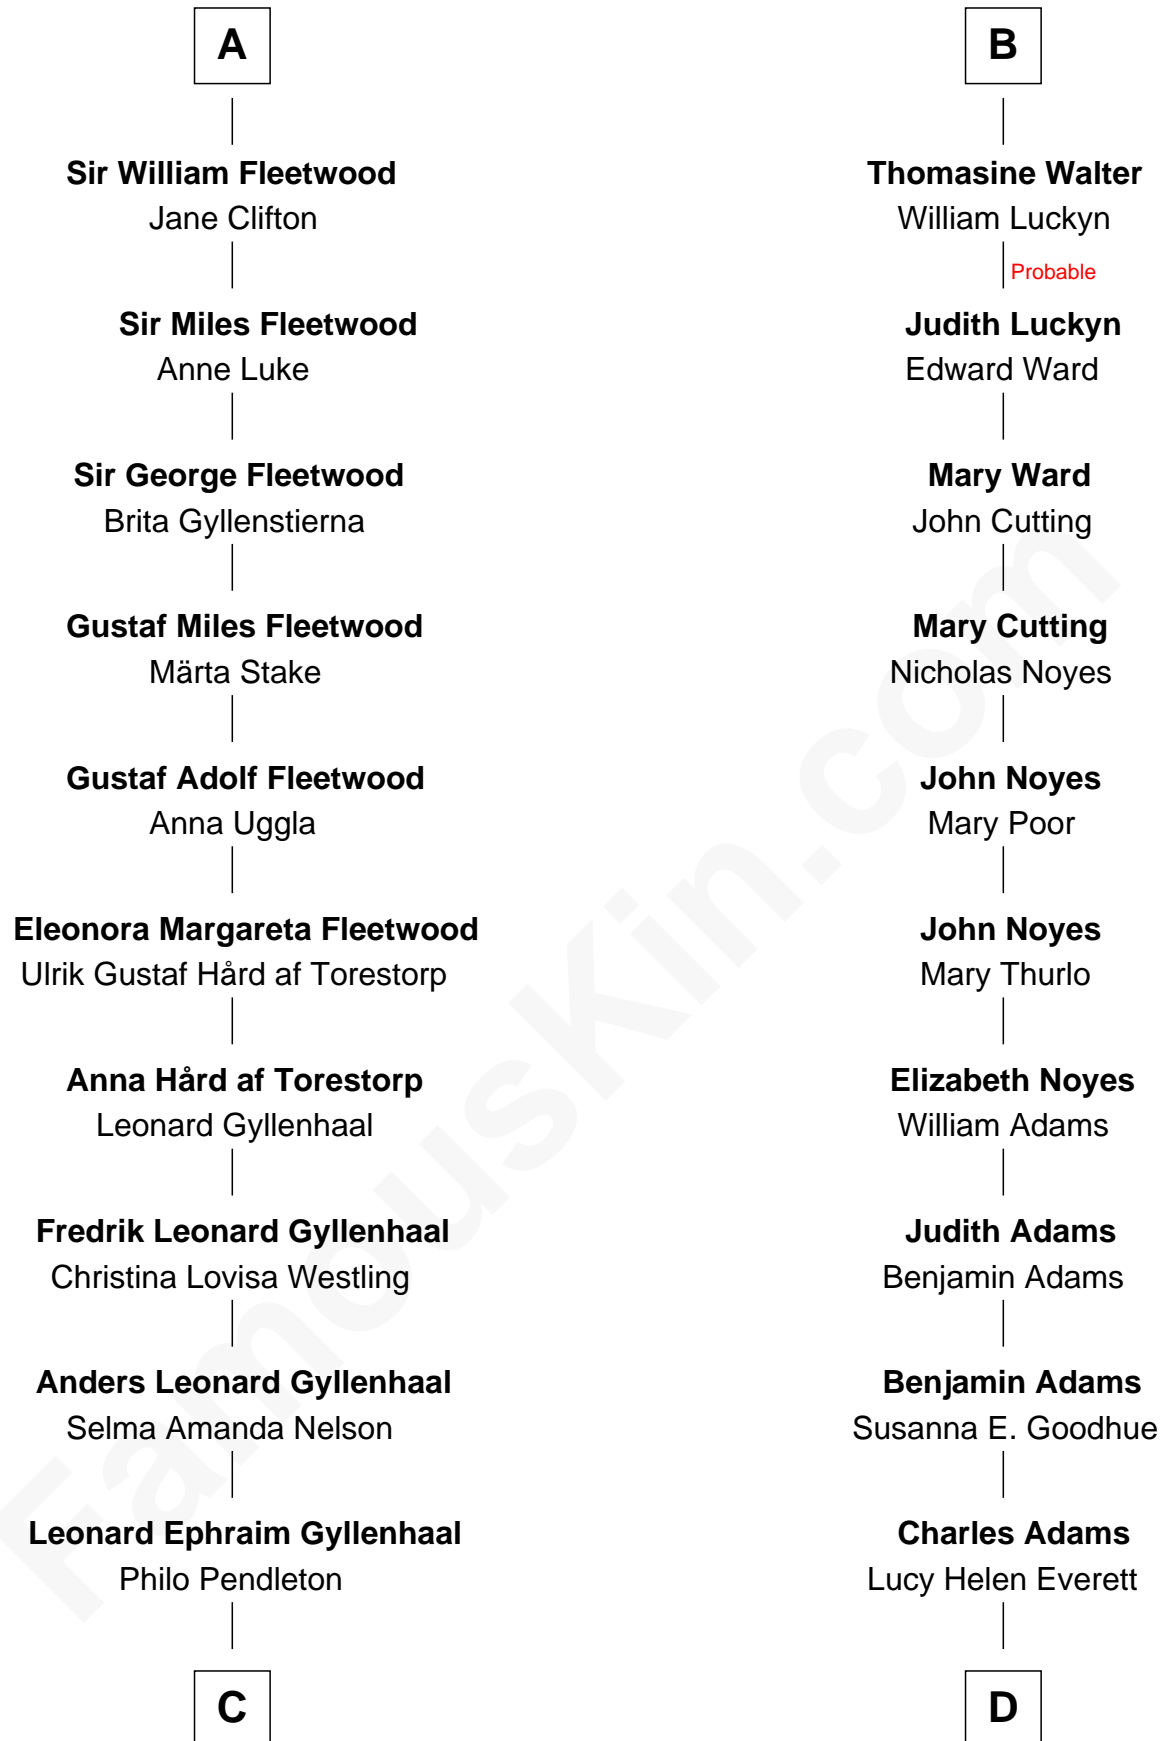 A
Sir William Fleetwood
Jane Clifton
Sir Miles Fleetwood
Anne Luke
Sir George Fleetwood
Brita Gyllenstierna
Gustaf Miles Fleetwood
Märta Stake
Gustaf Adolf Fleetwood
Anna Uggla
Eleonora Margareta Fleetwood
Ulrik Gustaf Hård af Torestorp
Anna Hård af Torestorp
Leonard Gyllenhaal
Fredrik Leonard Gyllenhaal
Christina Lovisa Westling
Anders Leonard Gyllenhaal
Selma Amanda Nelson
Leonard Ephraim Gyllenhaal
Philo Pendleton
C
B
Thomasine Walter
William Luckyn
Probable
Judith Luckyn
Edward Ward
Mary Ward
John Cutting
Mary Cutting
Nicholas Noyes
John Noyes
Mary Poor
John Noyes
Mary Thurlo
Elizabeth Noyes
William Adams
Judith Adams
Benjamin Adams
Benjamin Adams
Susanna E. Goodhue
Charles Adams
Lucy Helen Everett
D
FamousKin.com